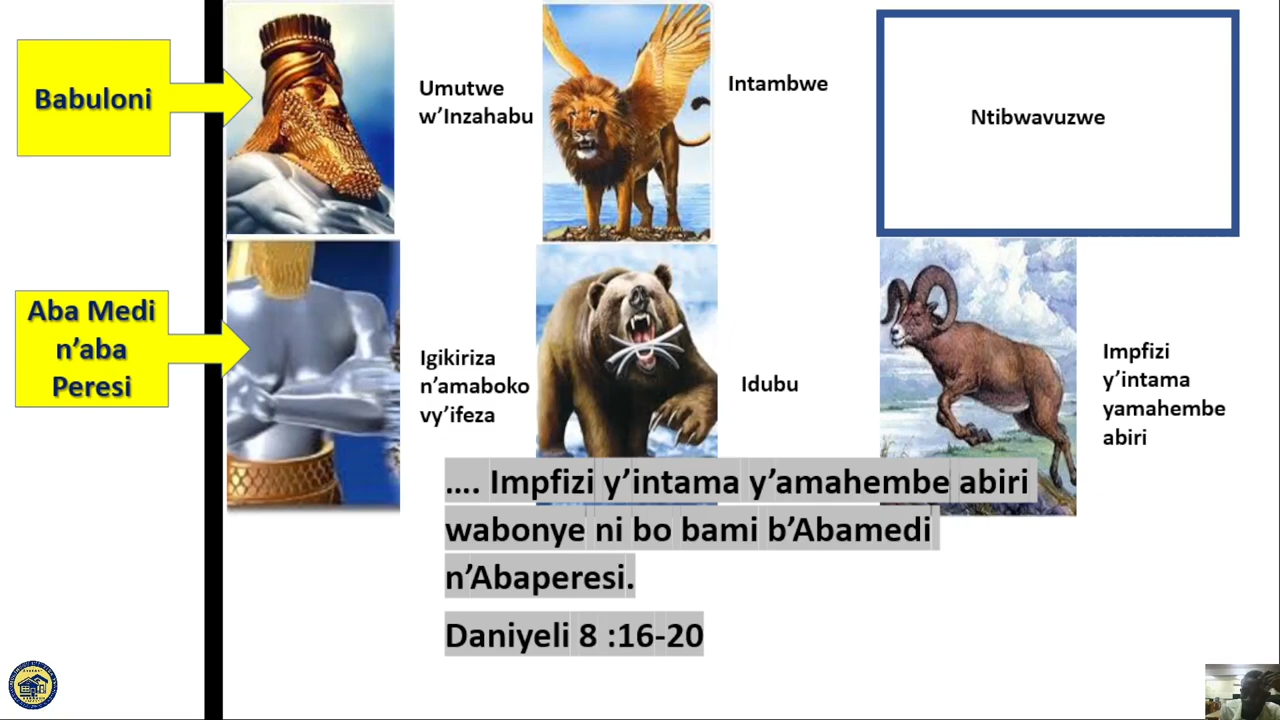 Babuloni
Umutwe
w’Inzahabu
Intambwe
Ntibwavuzwe
Aba Medi
n’aba
Peresi
Igikiriza
n’amaboko
vy’ifeza
Idubu
Impfizi
y’intama
yamahembe
abiri
…. Impfizi y’intama y’amahembe abiri
wabonye ni bo bami b’Abamedi
n’Abaperesi.
Daniyeli 8 :16-20